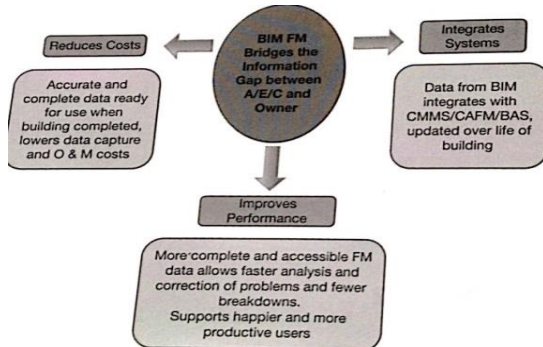 BIM FM
Bridges the
Information
Gap between
A/E/C and
Owner
Reduces Costs
Accurate and
complete data ready
for use when
building completed,
lowers data capture
and O & M costs
Integrates
Systems
Data from BIM
integrates with
CMMS/CAFM/BAS,
updated over life of
building
Improves
Performance
More complete and accessible FM
data allows faster analysis and
correction of problems and fewer
breakdowns.
Supports happier and more
productive users